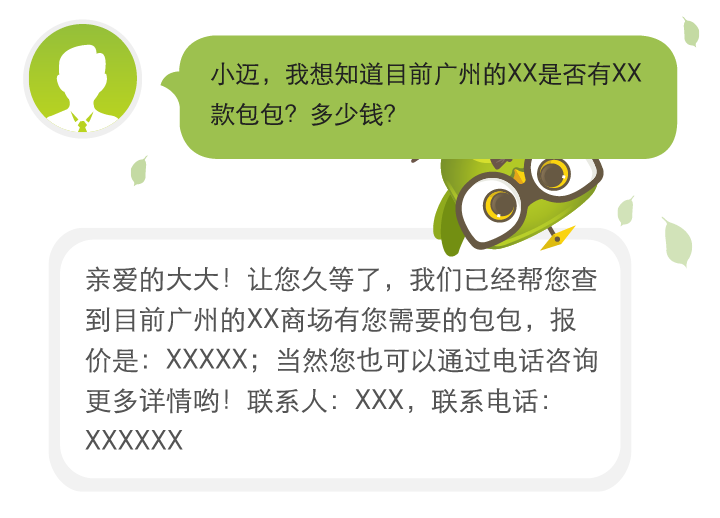 小迈，我想知道目前广州的XX是否有XX
款包包？多少钱？
亲爱的大大！让您久等了，我们已经帮您查
到目前广州的XX商场有您需要的包包，报
价是：XXXXX；当然您也可以通过电话咨询
更多详情哟！联系人：XXX，联系电话：
XXXXXX